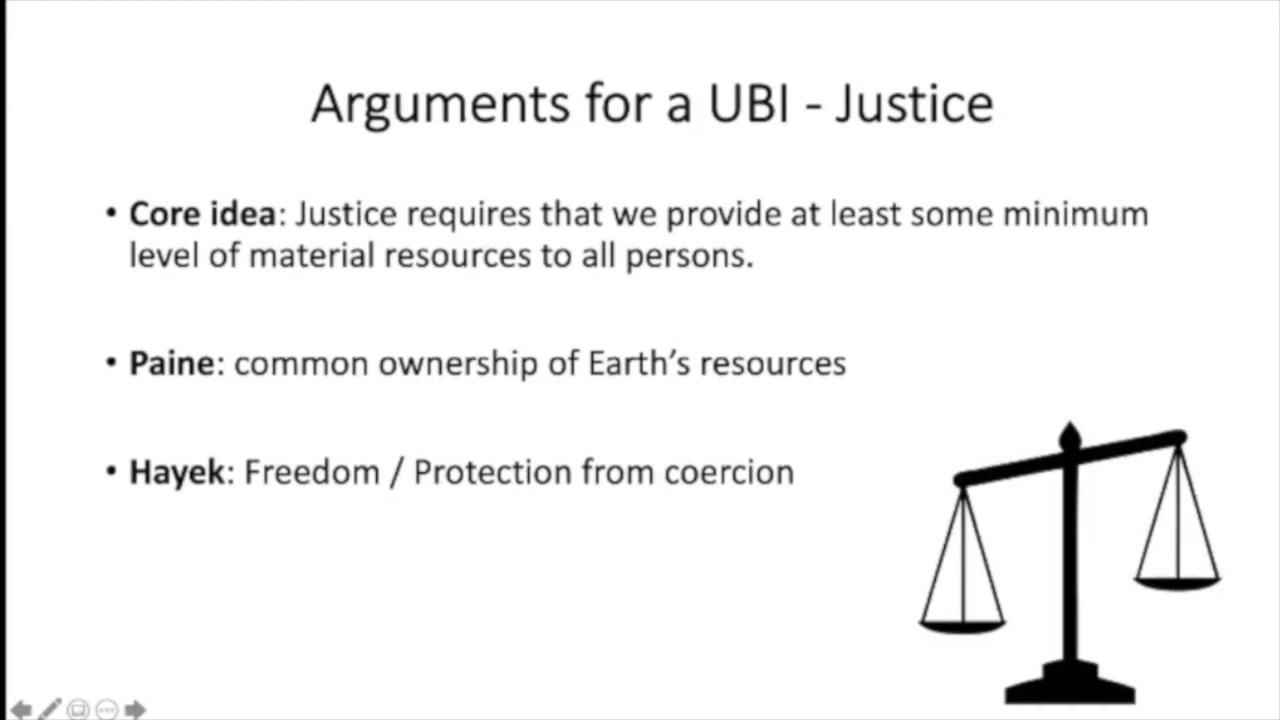 Arguments for a UBI - Justice
• Core idea: Justice requires that we provide at least some minimum
level of material resources to all persons.
• Paine: common ownership of Earth’s resources
• Hayek: Freedom / Protection from coercion